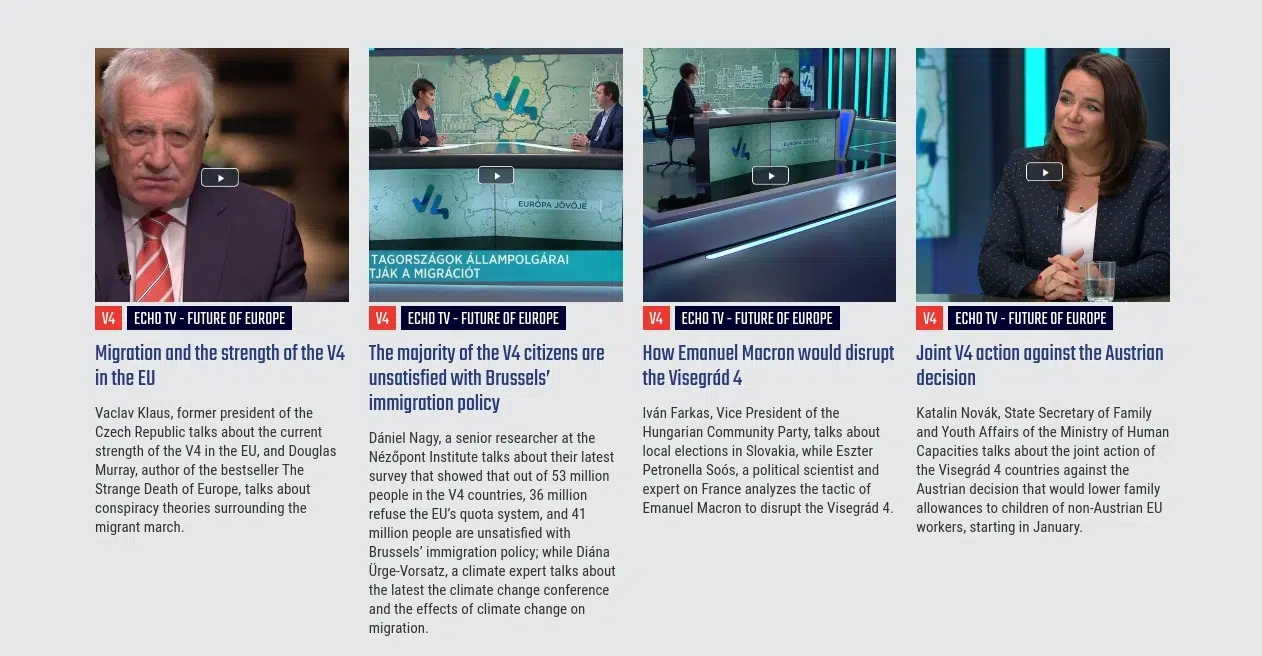 V4
EURÓPA JÖVŐJE
TAGORSZÁGOK ÁLLAMPOLGÁRAI
TJÁK A MIGRÁCIÓT
EURÓPA JÖVŐJE
V4 ECHO TV - FUTURE OF EUROPE
Migration and the strength of the V4
in the EU
Vaclav Klaus, former president of the
Czech Republic talks about the current
strength of the V4 in the EU, and Douglas
Murray, author of the bestseller The
Strange Death of Europe, talks about
conspiracy theories surrounding the
migrant march.
V4 ECHO TV - FUTURE OF EUROPE
The majority of the V4 citizens are
unsatisfied with Brussels’
immigration policy
Dániel Nagy, a senior researcher at the
Nézőpont Institute talks about their latest
survey that showed that out of 53 million
people in the V4 countries, 36 million
refuse the EU’s quota system, and 41
million people are unsatisfied with
Brussels’ immigration policy; while Diána
Ürge-Vorsatz, a climate expert talks about
the latest the climate change conference
and the effects of climate change on
migration.
V4 ECHO TV - FUTURE OF EUROPE
How Emanuel Macron would disrupt
the Visegrád 4
Iván Farkas, Vice President of the
Hungarian Community Party, talks about
local elections in Slovakia, while Eszter
Petronella Soós, a political scientist and
expert on France analyzes the tactic of
Emanuel Macron to disrupt the Visegrád 4.
V4 ECHO TV - FUTURE OF EUROPE
Joint V4 action against the Austrian
decision
Katalin Novák, State Secretary of Family
and Youth Affairs of the Ministry of Human
Capacities talks about the joint action of
the Visegrád 4 countries against the
Austrian decision that would lower family
allowances to children of non-Austrian EU
workers, starting in January.